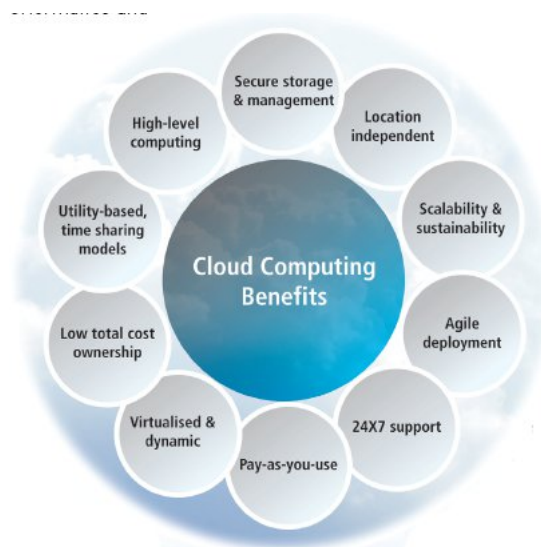 Cloud Computing
Benefits
Secure storage
& management
Location
independent
Scalability &
sustainability
Agile
deployment
24X7 support
Pay-as-you-use
Virtualised &
dynamic
Low total cost
ownership
Utility-based,
time sharing
models
High-level
computing